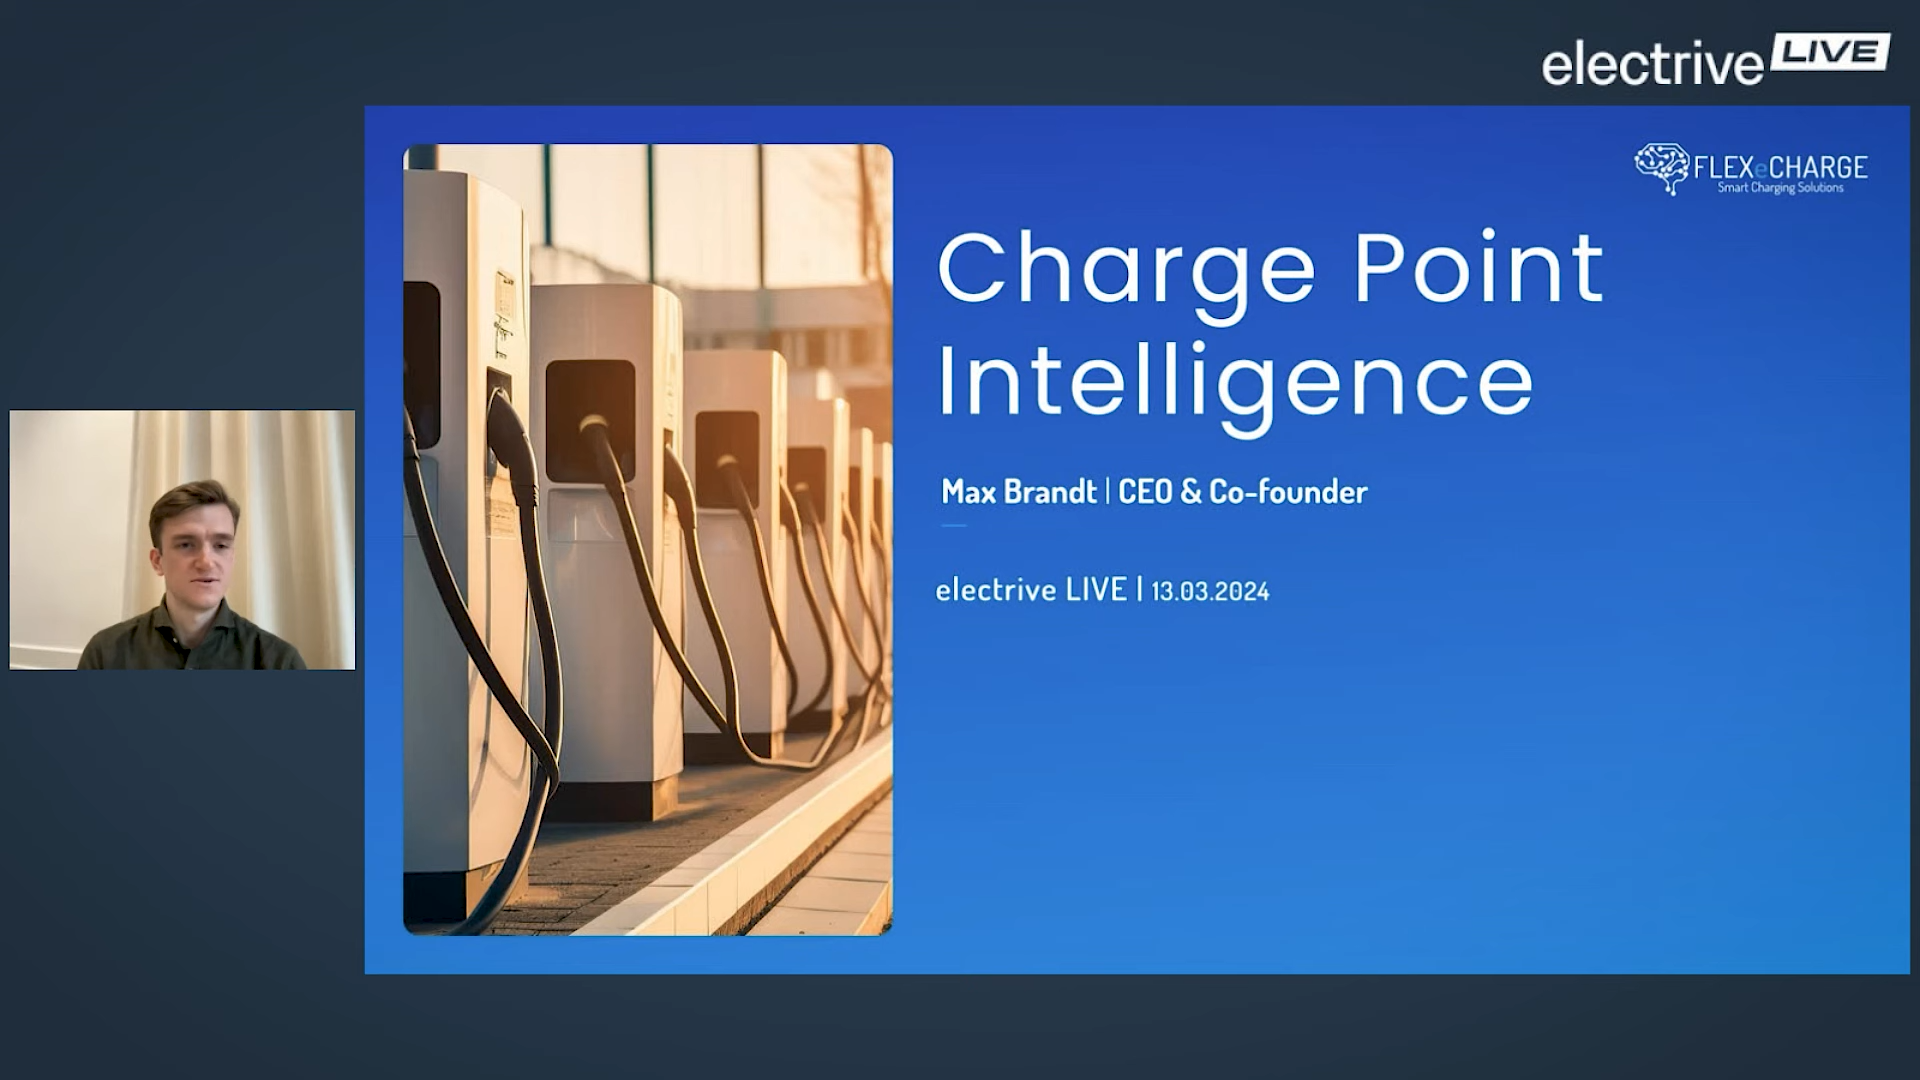 electrive LIVE
FLEXeCHARGE
Smart Charging Solutions
Charge Point
Intelligence
Max Brandt | CEO & Co-founder
electrive LIVE | 13.03.2024